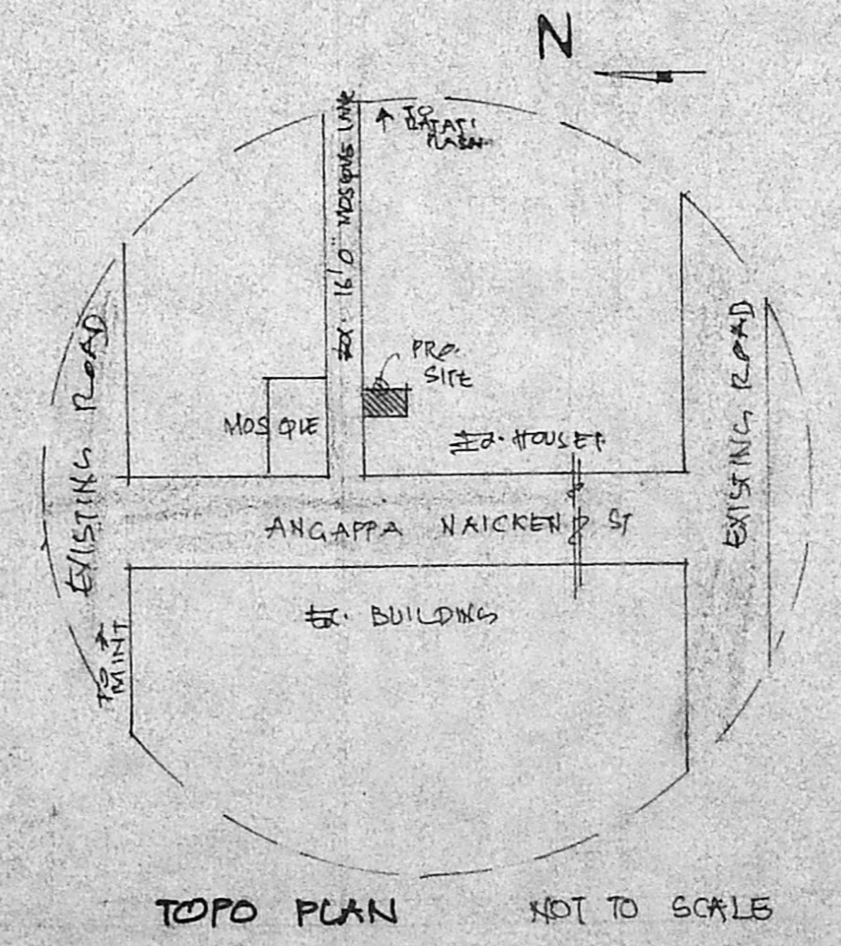 N
↑ TO
EX. 16'0" MOSQUE LANE
PRO.
SITE
MOSQUE
EX. HOUSES
EXISTING ROAD
EXISTING ROAD
ANGAPPA NAICKEN ST
EX. BUILDING
TO →
MINT
TOPO PLAN NOT TO SCALE